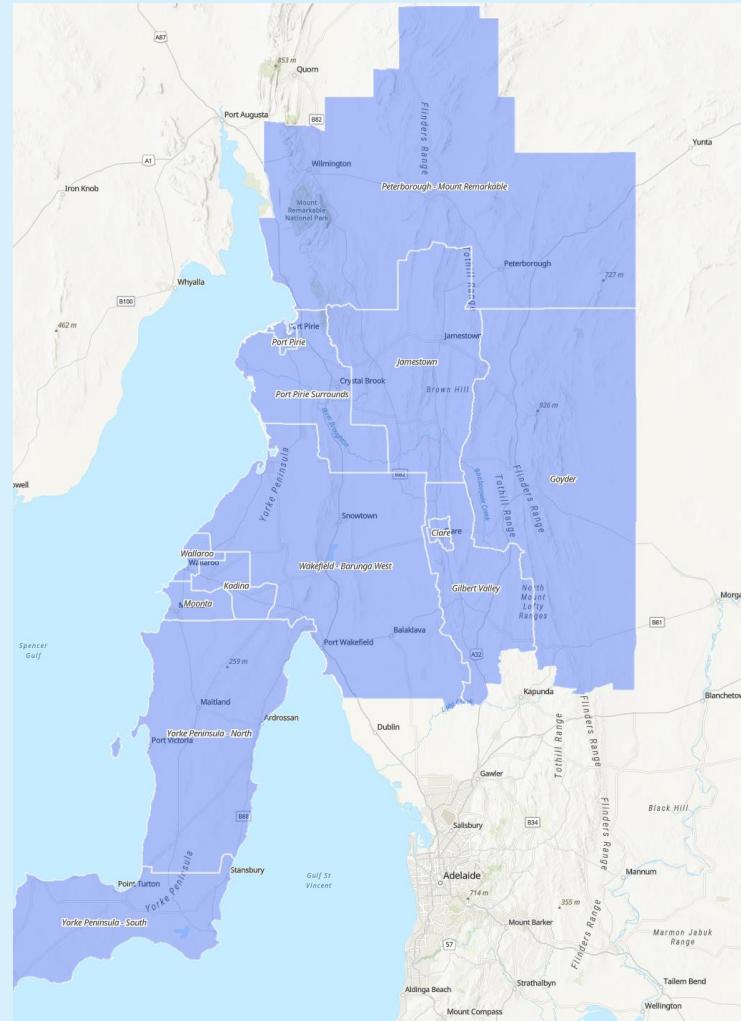 A87
853 m
Quorn
Port Augusta
B82
Yunta
A1
Wilmington
Flinders Range
Iron Knob
Peterborough - Mount Remarkable
Mount
Remarkable
National Park
Peterborough
Tothill Range
Whyalla
727 m
B100
462 m
Port Pirie
Jamestown
Port Pirie
Jamestown
Crystal Brook
Brown Hill
Port Pirie Surrounds
926 m
Yorke Peninsula
Goyder
Tothill Range
Flinders Range
Snowtown
Clare
Wallaroo
Wallaroo
Wakefield - Barunga West
Kadina
Gilbert Valley
North
Mount
Lofty
Ranges
Moonta
Morga
B81
Balaklava
Port Wakefield
Spencer
Gulf
A32
259 m
Kapunda
Blanchetow
Maitland
Ardrossan
Dublin
Flinders Range
Tothill Range
Yorke Peninsula - North
Port Victoria
Gawler
Flinders Range
Black Hill
B88
Salisbury
B34
Stansbury
Gulf St
Vincent
Adelaide
Mannum
Point Turton
Yorke Peninsula
714 m
355 m
Yorke Peninsula - South
Mount Barker
Marmon Jabuk
Range
57
Flinders Range
Strathalbyn
Tailem Bend
Aldinga Beach
Wellington
Mount Compass